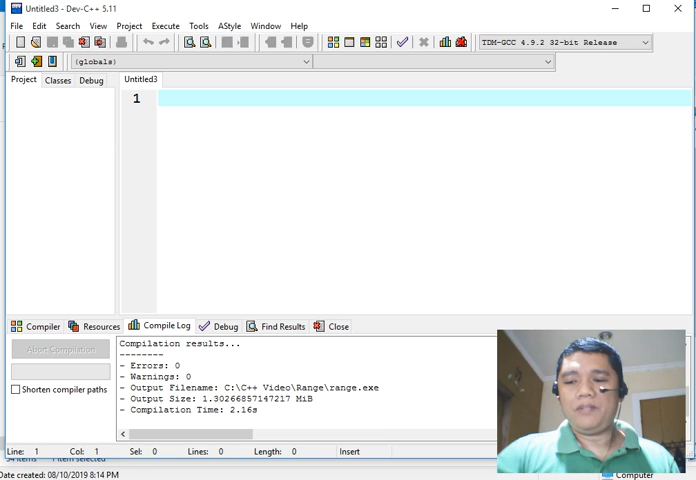 Untitled3 - Dev-C++ 5.11
File Edit Search View Project Execute Tools AStyle Window Help
TDM-GCC 4.9.2 32-bit Release
(globals)
Project Classes Debug Untitled3
1
Compiler Resources Compile Log Debug Find Results Close
Abort Compilation
Shorten compiler paths
Compilation results...
--------
- Errors: 0
- Warnings: 0
- Output Filename: C:\C++ Video\Range\range.exe
- Output Size: 1.30266857147217 MiB
- Compilation Time: 2.16s
Line: 1 Col: 1 Sel: 0 Lines: 0 Length: 0 Insert
Date created: 08/10/2019 8:14 PM
Computer